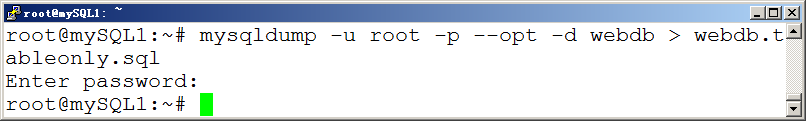 root@mySQL1: ~
root@mySQL1:~# mysqldump -u root -p --opt -d webdb > webdb.t
ableonly.sql
Enter password:
root@mySQL1:~#